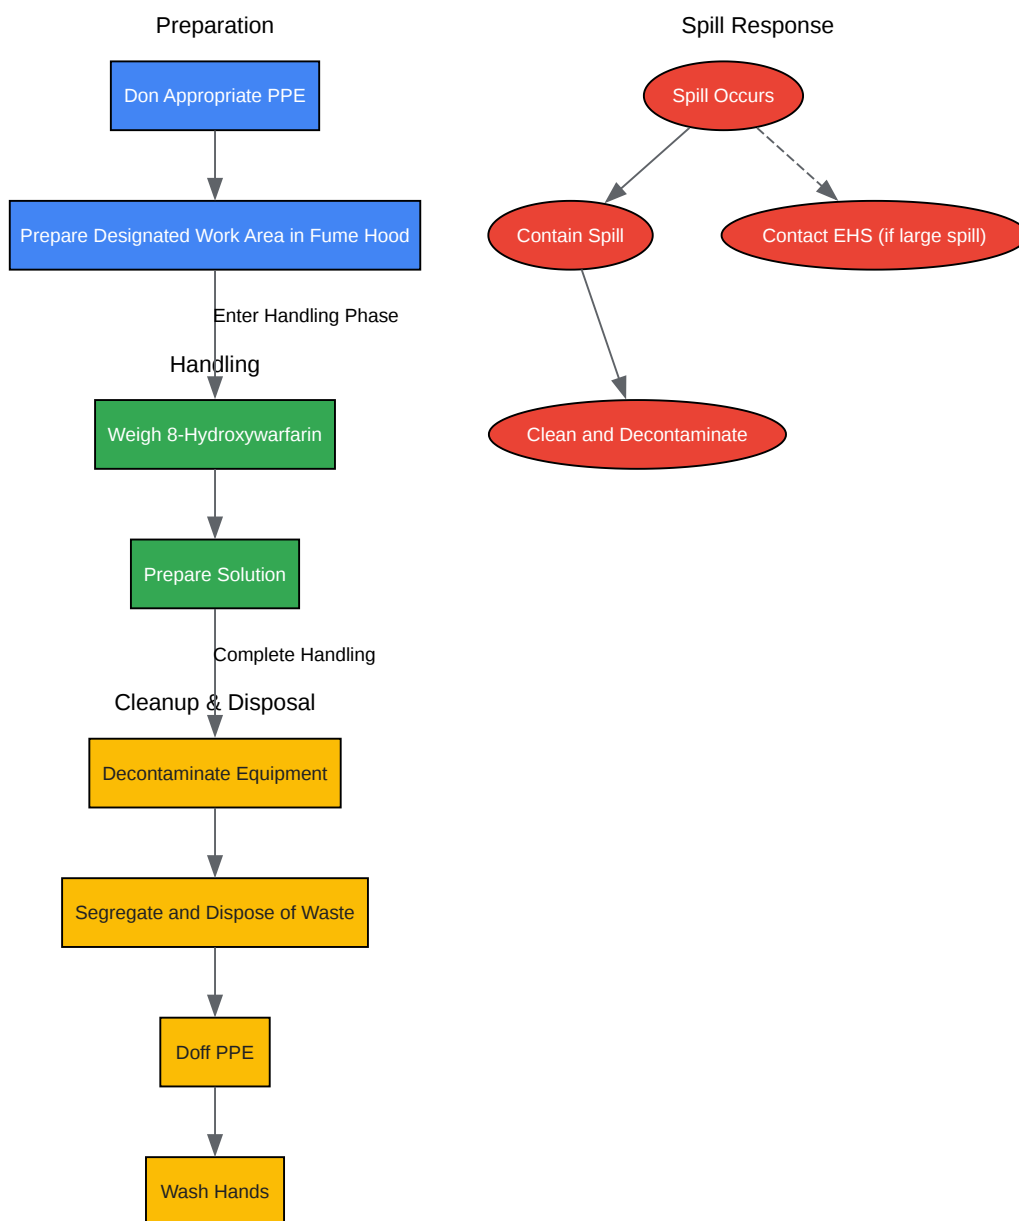 Preparation
Don Appropriate PPE
Prepare Designated Work Area in Fume Hood
Enter Handling Phase
Handling
Weigh 8-Hydroxywarfarin
Prepare Solution
Complete Handling
Cleanup & Disposal
Decontaminate Equipment
Segregate and Dispose of Waste
Doff PPE
Wash Hands
Spill Response
Spill Occurs
Contain Spill
Contact EHS (if large spill)
Clean and Decontaminate